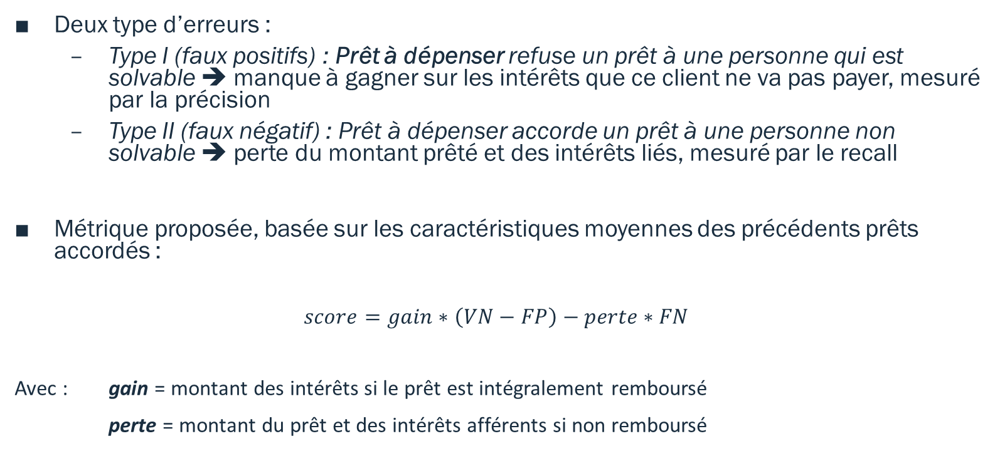 ■ Deux type d’erreurs :
– Type I (faux positifs) : Prêt à dépenser refuse un prêt à une personne qui est
solvable ➔ manque à gagner sur les intérêts que ce client ne va pas payer, mesuré
par la précision
– Type II (faux négatif) : Prêt à dépenser accorde un prêt à une personne non
solvable ➔ perte du montant prêté et des intérêts liés, mesuré par le recall
■ Métrique proposée, basée sur les caractéristiques moyennes des précédents prêts
accordés :
score = gain ∗ (VN − FP) − perte ∗ FN
Avec : gain = montant des intérêts si le prêt est intégralement remboursé
perte = montant du prêt et des intérêts afférents si non remboursé